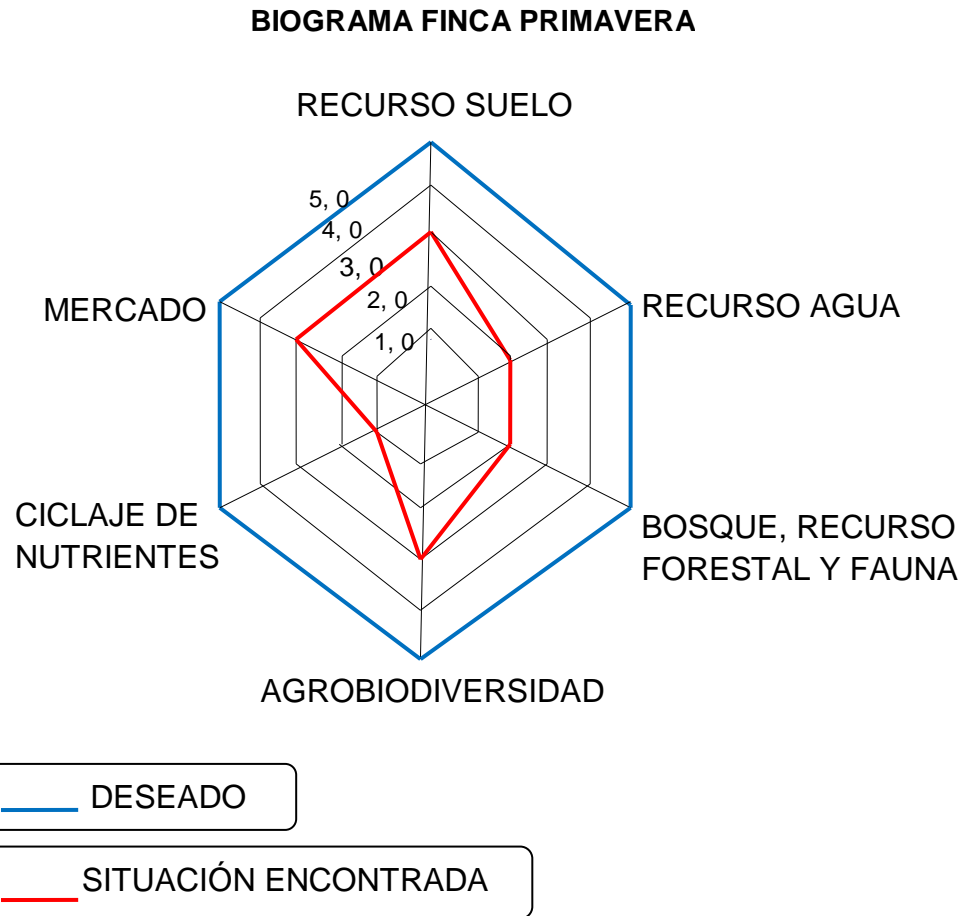 BIOGRAMA FINCA PRIMAVERA
RECURSO SUELO
5, 0
4, 0
3, 0
2, 0
1, 0
MERCADO
RECURSO AGUA
CICLAJE DE
NUTRIENTES
BOSQUE, RECURSO
FORESTAL Y FAUNA
AGROBIODIVERSIDAD
DESEADO
SITUACIÓN ENCONTRADA